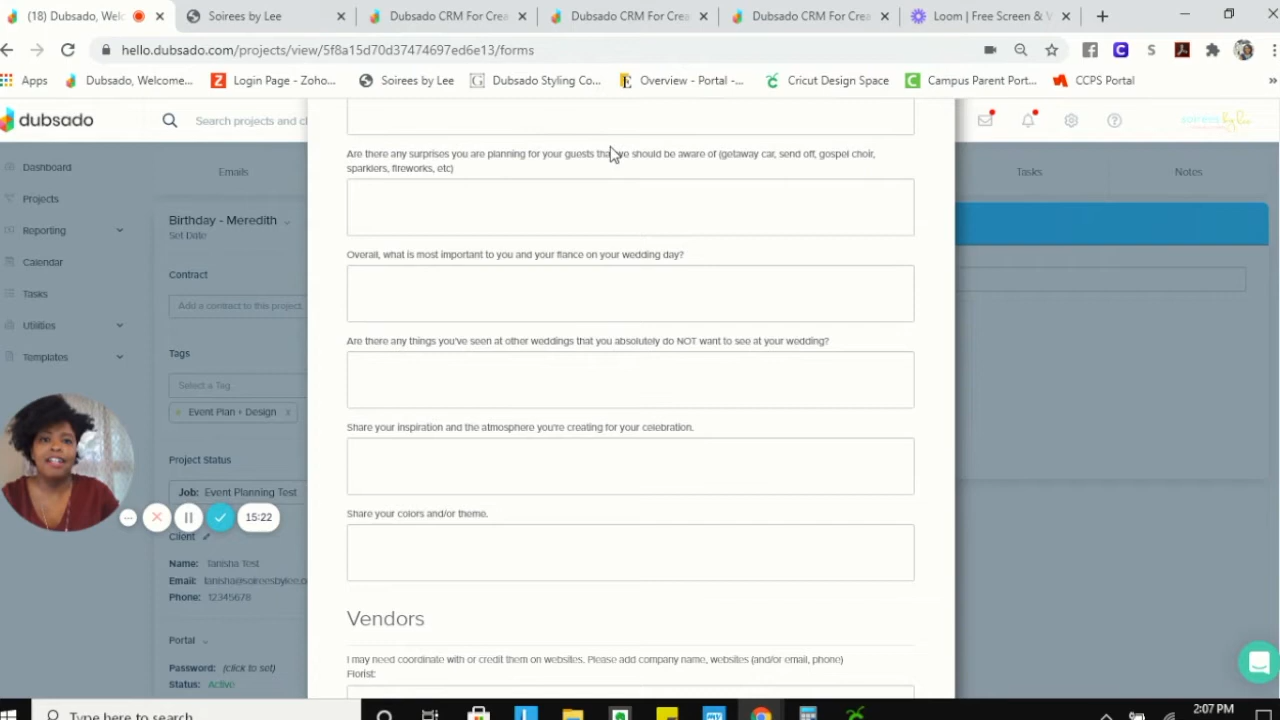 (18) Dubsado, Welc
Soirees by Lee
Dubsado CRM For Crea
Dubsado CRM For Crea
Dubsado CRM For Crea
Loom | Free Screen & V
hello.dubsado.com/projects/view/5f8a15d70d37474697ed6e13/forms
Apps
Dubsado, Welcome...
Login Page - Zoho...
Soirees by Lee
Dubsado Styling Co...
Overview - Portal -...
Cricut Design Space
Campus Parent Port...
CCPS Portal
»
dubsado
Search projects and cl
soirees by lee
Dashboard
Projects
Reporting
Calendar
Tasks
Utilities
Templates
Emails
Tasks
Notes
Birthday - Meredith
Set Date
Contract
Add a contract to this project
Tags
Select a Tag
Event Plan + Design x
Project Status
Job: Event Planning Test
15:22
Client
Name: Tanisha Test
Email: tanisha@soireesbylee.c
Phone: 12345678
Portal
Password: (click to set)
Status: Active
Are there any surprises you are planning for your guests that we should be aware of (getaway car, send off, gospel choir,
sparklers, fireworks, etc)
Overall, what is most important to you and your fiance on your wedding day?
Are there any things you've seen at other weddings that you absolutely do NOT want to see at your wedding?
Share your inspiration and the atmosphere you're creating for your celebration.
Share your colors and/or theme.
Vendors
I may need coordinate with or credit them on websites. Please add company name, websites (and/or email, phone)
Florist:
Type here to search
2:07 PM